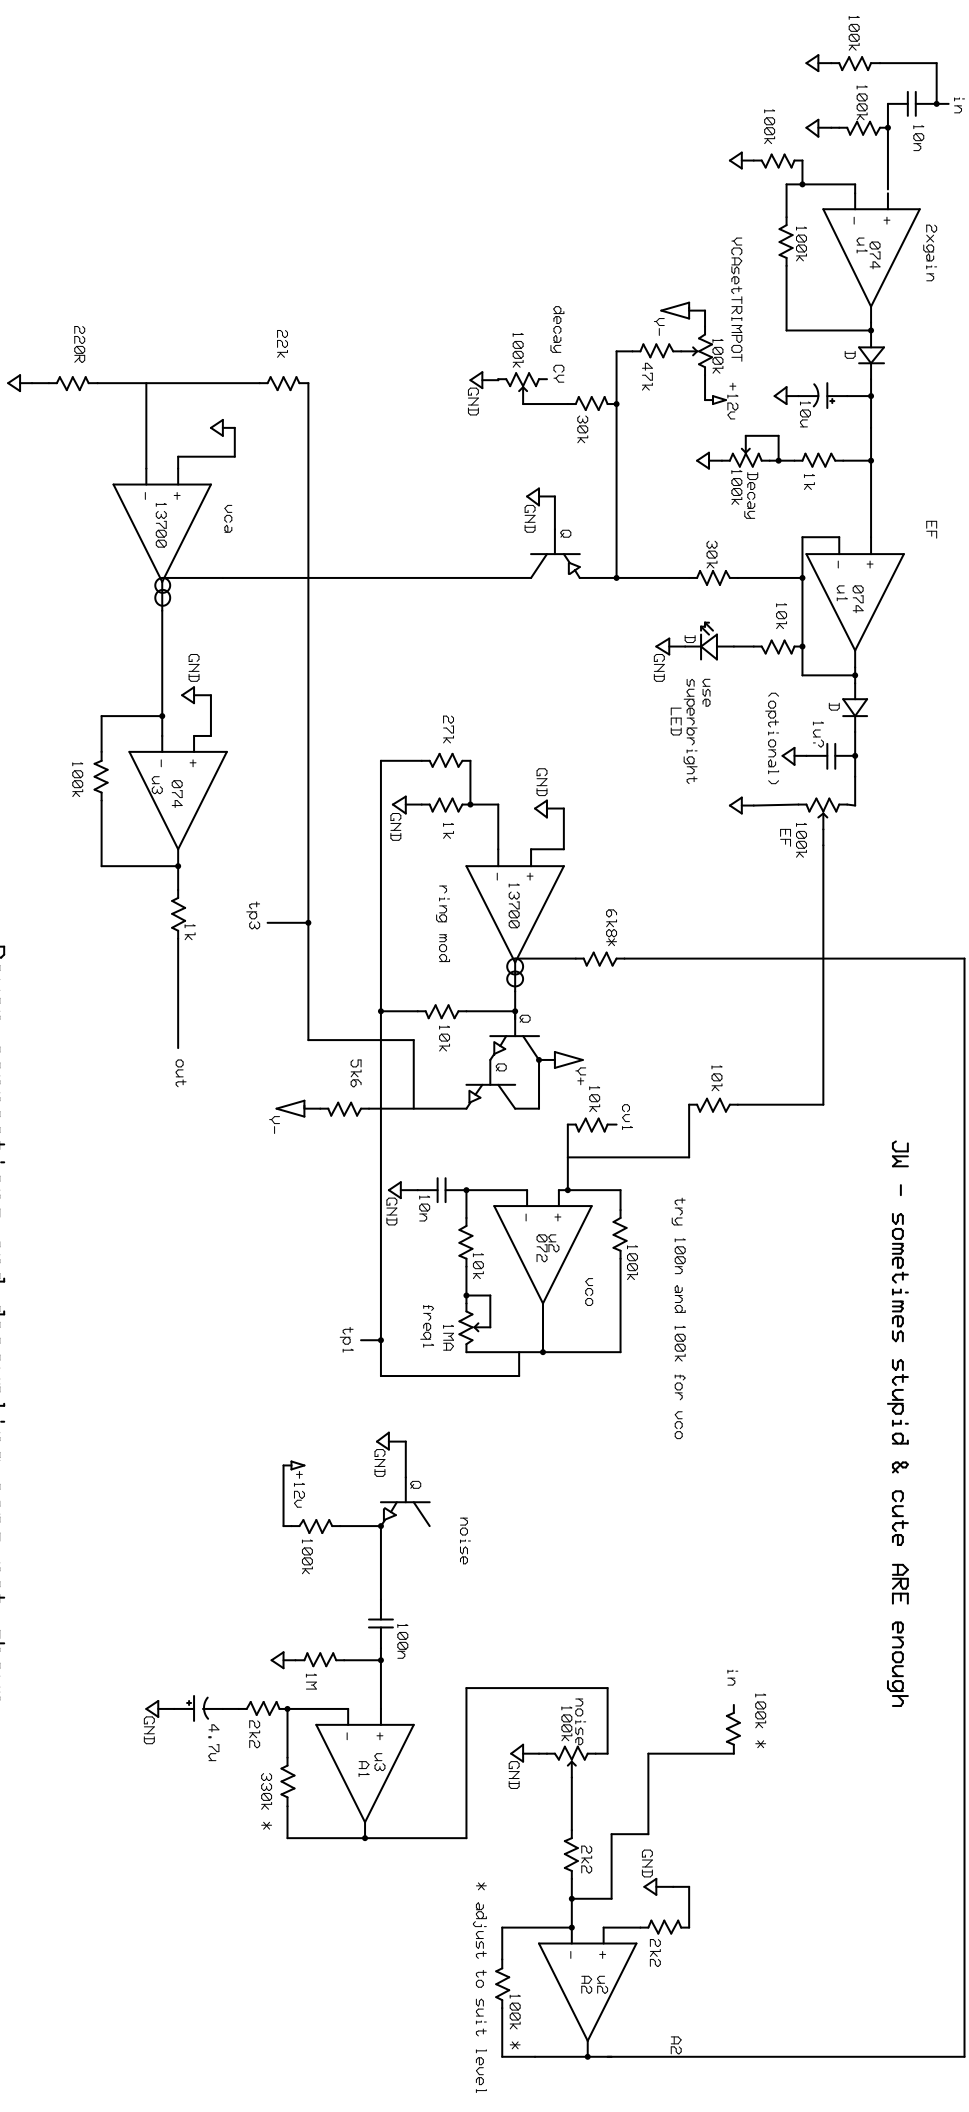 JW - sometimes stupid & cute ARE enough
in
100k
10n
100k
100k
100k
074
u1
2xgain
D
10u
+
1k
Decay
100k
VCAsetTRIMPOT
100k
+12v
V-
47k
decay CV
100k
GND
30k
EF
074
u1
30k
10k
D
GND
use
superbright
LED
D
1u?
(optional)
100k
EF
Q
GND
220R
22k
13700
vca
GND
074
u3
100k
1k
out
tp3
27k
1k
GND
GND
13700
ring mod
6k8*
10k
Q
Q
V+
5k6
V-
10k
cv1
10k
try 100n and 100k for vco
100k
u2
072
vco
10n
GND
10k
1MA
freq1
tp1
noise
Q
GND
+12v
100k
100n
1M
u3
A1
2k2
4.7u
GND
330k *
noise
100k
GND
2k2
in
100k *
GND
2k2
u2
A2
100k *
A2
* adjust to suit level